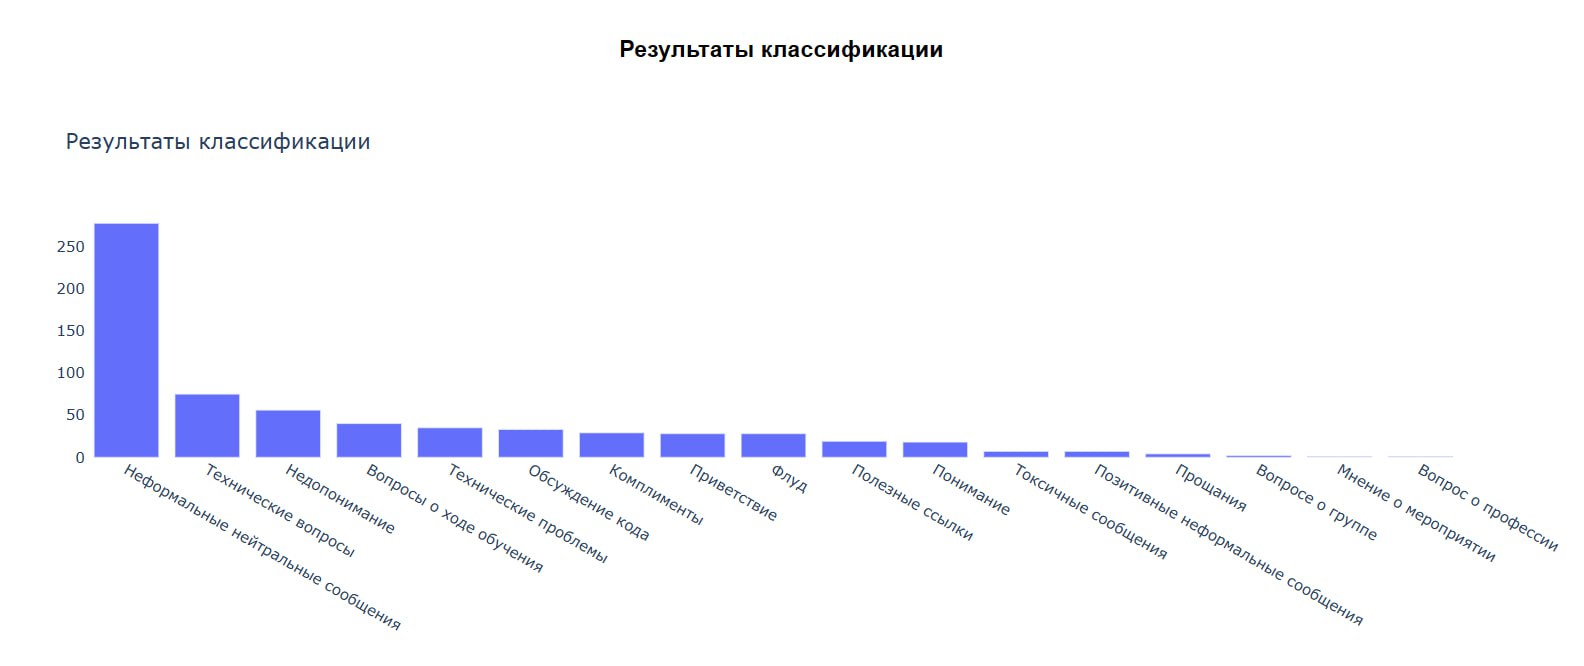 Результаты классификации
Результаты классификации
250
200
150
100
50
0
Неформальные нейтральные сообщения
Технические вопросы
Недопонимание
Вопросы о ходе обучения
Технические проблемы
Обсуждение кода
Комплименты
Приветствие
Флуд
Полезные ссылки
Понимание
Токсичные сообщения
Позитивные неформальные сообщения
Прощания
Вопросе о группе
Мнение о мероприятии
Вопрос о профессии